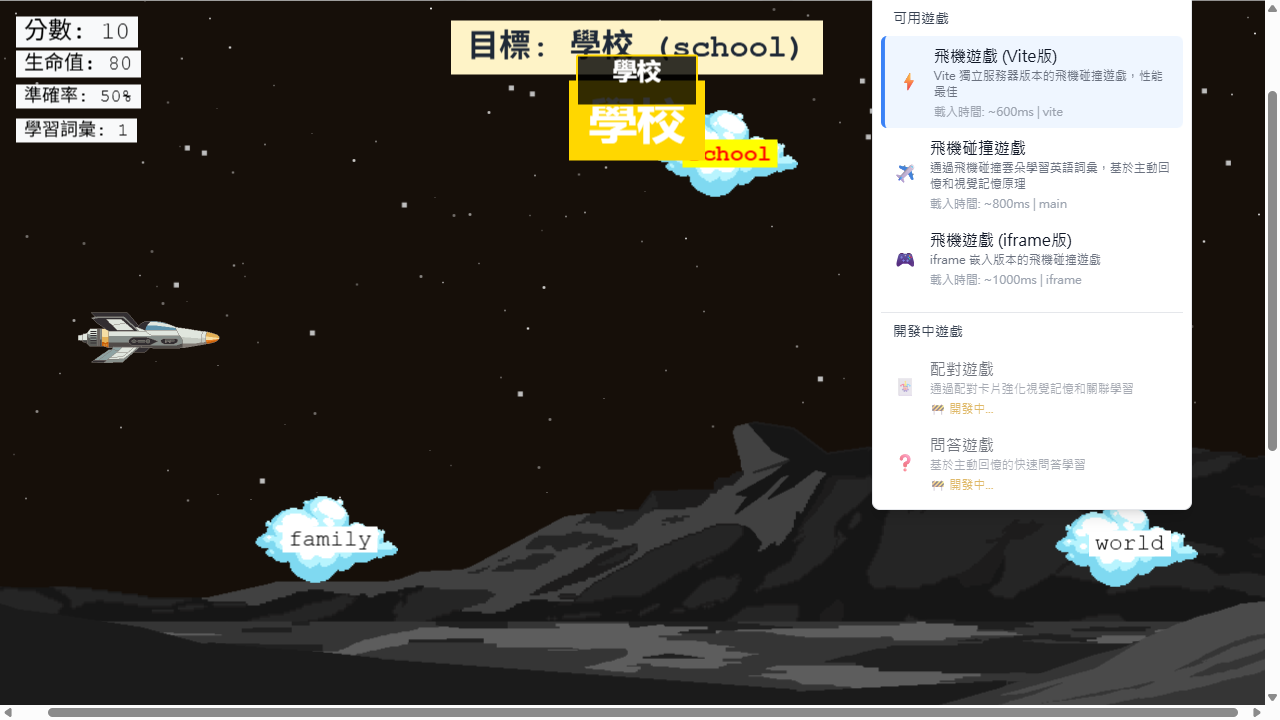 分數: 10
生命值: 80
準確率: 50%
學習詞彙: 1
目標: 學校 (school)
學校
學校
school
family
world
可用遊戲
飛機遊戲 (Vite版)
Vite 獨立服務器版本的飛機碰撞遊戲，性能
最佳
載入時間: ~600ms | vite
飛機碰撞遊戲
通過飛機碰撞雲朵學習英語詞彙，基於主動回
憶和視覺記憶原理
載入時間: ~800ms | main
飛機遊戲 (iframe版)
iframe 嵌入版本的飛機碰撞遊戲
載入時間: ~1000ms | iframe
開發中遊戲
配對遊戲
通過配對卡片強化視覺記憶和關聯學習
🚧 開發中...
問答遊戲
基於主動回憶的快速問答學習
🚧 開發中...